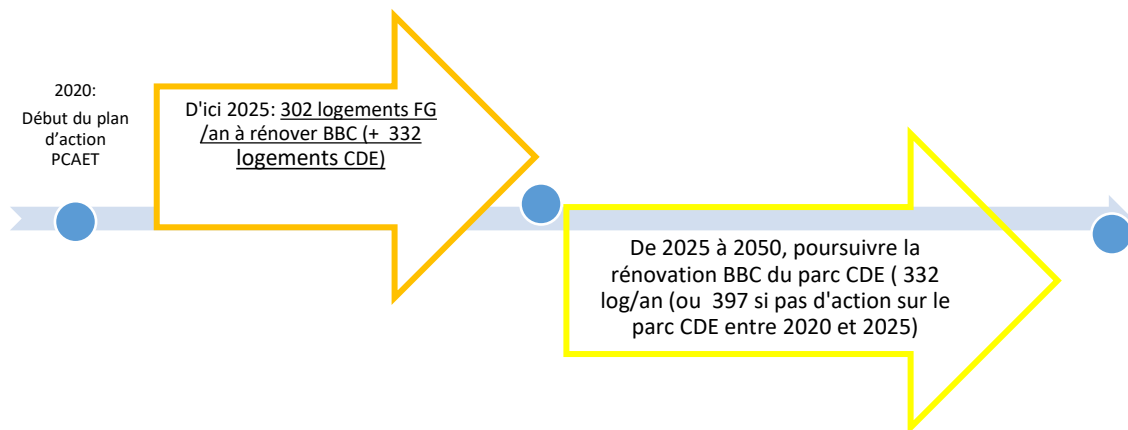 2020:
Début du plan
d’action
PCAET
D'ici 2025: 302 logements FG
/an à rénover BBC (+ 332
logements CDE)
De 2025 à 2050, poursuivre la
rénovation BBC du parc CDE ( 332
log/an (ou 397 si pas d'action sur le
parc CDE entre 2020 et 2025)